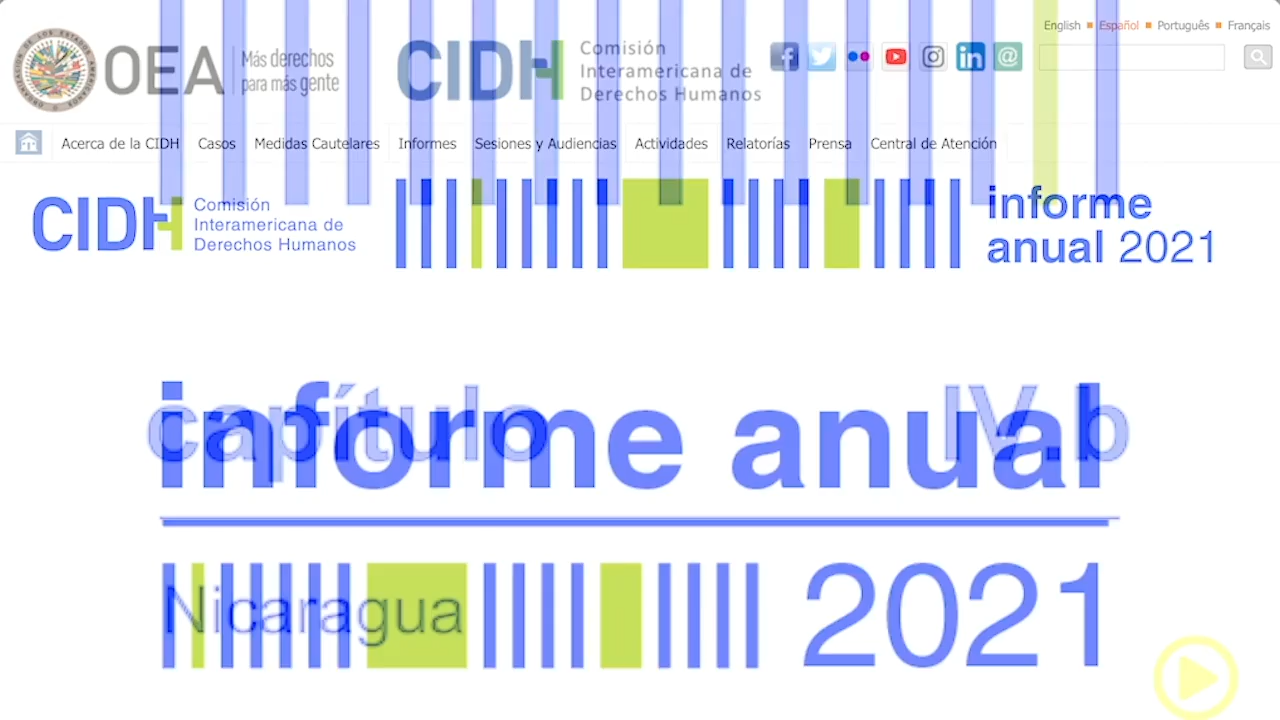 English Español Português Français
OEA Más derechos
para más gente
CIDH Comisión
Interamericana de
Derechos Humanos
Acerca de la CIDH Casos Medidas Cautelares Informes Sesiones y Audiencias Actividades Relatorías Prensa Central de Atención
CIDH Comisión
Interamericana de
Derechos Humanos
informe
anual 2021
informe anual
capítulo IV.b
Nicaragua
2021